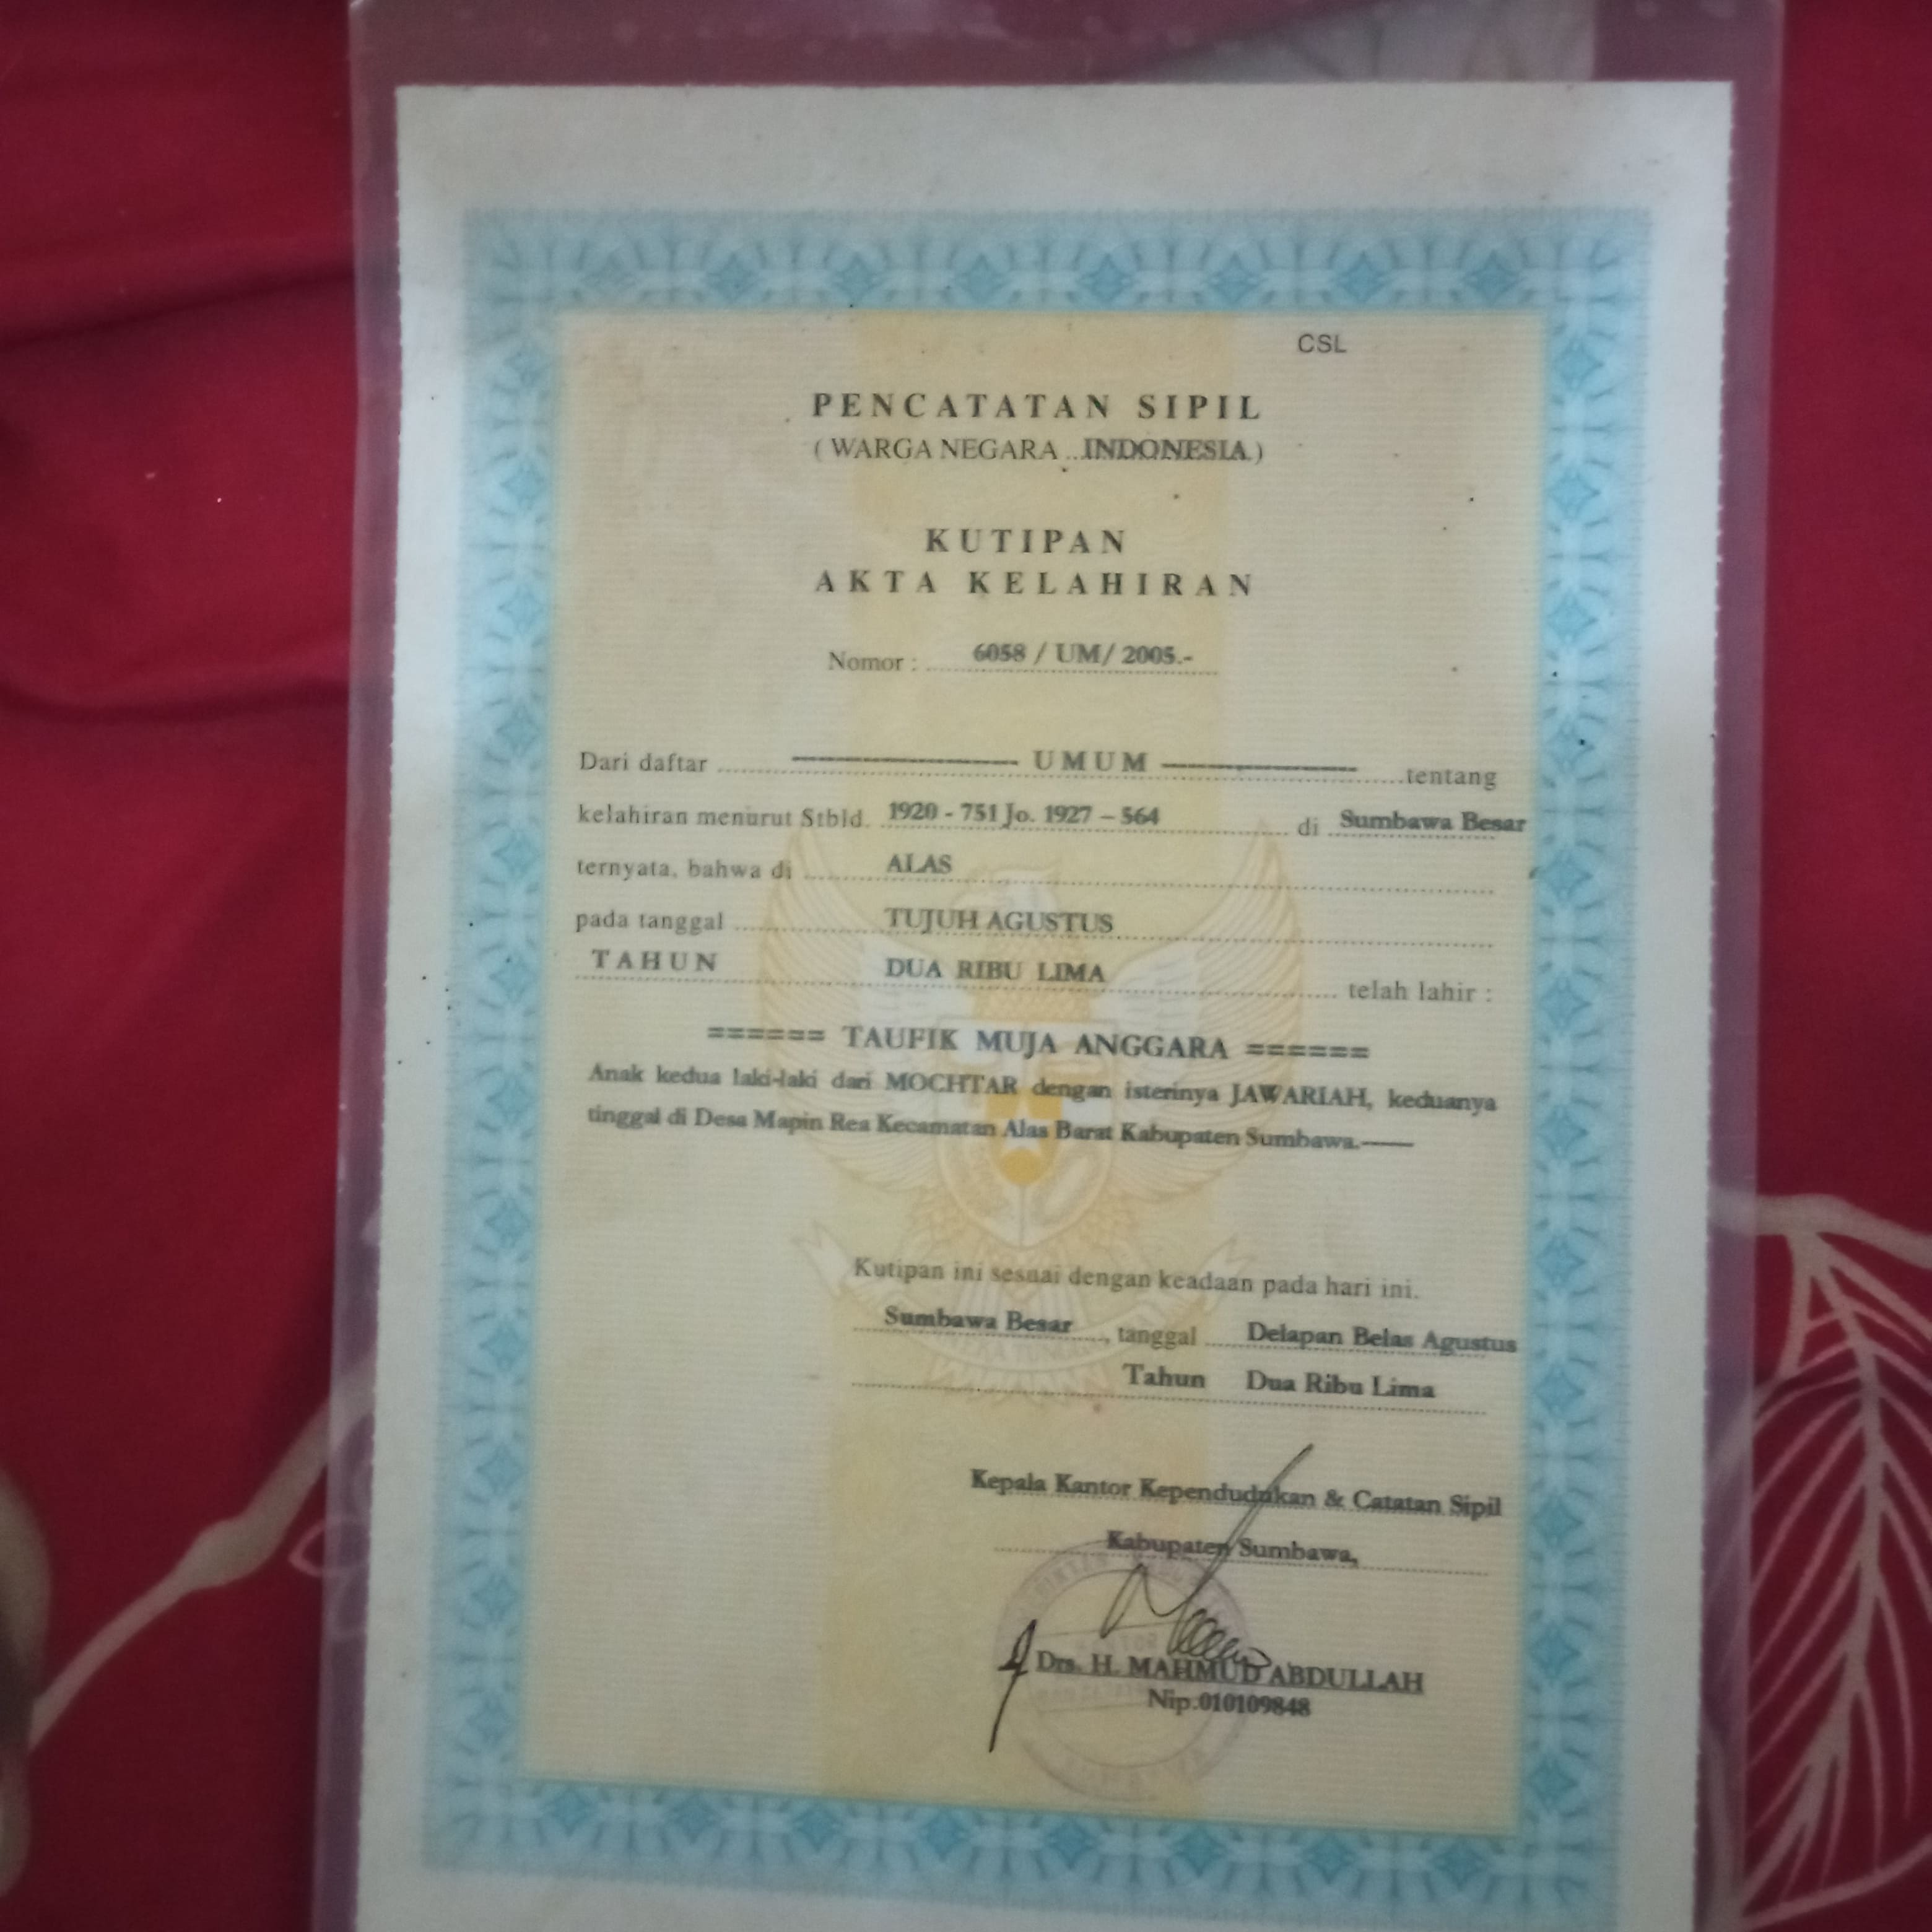 CSL
PENCATATAN SIPIL
( WARGA NEGARA ...INDONESIA.)
KUTIPAN
AKTA KELAHIRAN
Nomor : 6058 / UM/ 2005.-
Dari daftar UMUM tentang
kelahiran menurut Stbld. 1920 - 751 Jo. 1927 – 564 di Sumbawa Besar
ternyata, bahwa di ALAS
pada tanggal TUJUH AGUSTUS
TAHUN DUA RIBU LIMA telah lahir :
====== TAUFIK MUJA ANGGARA ======
Anak kedua laki-laki dari MOCHTAR dengan isterinya JAWARIAH, keduanya
tinggal di Desa Mapin Rea Kecamatan Alas Barat Kabupaten Sumbawa.——
Kutipan ini sesuai dengan keadaan pada hari ini.
Sumbawa Besar, tanggal Delapan Belas Agustus
Tahun Dua Ribu Lima
Kepala Kantor Kependudukan & Catatan Sipil
Kabupaten Sumbawa,
Drs. H. MAHMUD ABDULLAH
Nip.010109848